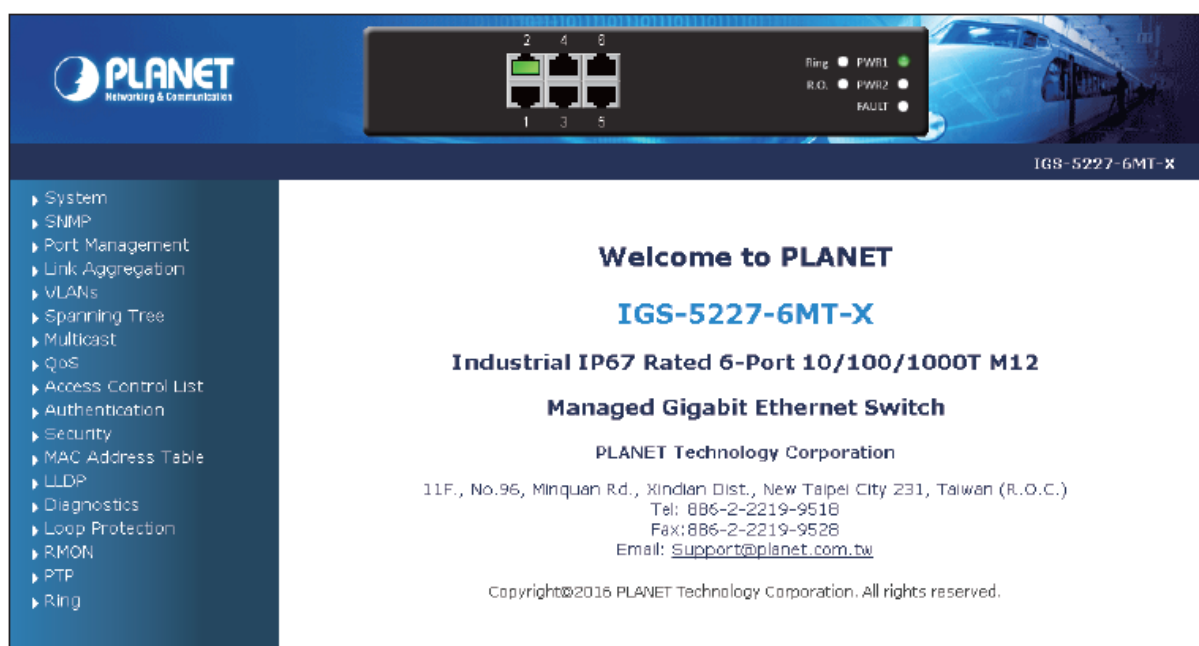 PLANET
Networking & Communication
2 4 6
1 3 5
Ring PWR1
R.O. PWR2
FAULT
IGS-5227-6MT-X
System
SNMP
Port Management
Link Aggregation
VLANs
Spanning Tree
Multicast
QoS
Access Control List
Authentication
Security
MAC Address Table
LLDP
Diagnostics
Loop Protection
RMON
PTP
Ring
Welcome to PLANET
IGS-5227-6MT-X
Industrial IP67 Rated 6-Port 10/100/1000T M12
Managed Gigabit Ethernet Switch
PLANET Technology Corporation
11F., No.96, Minquan Rd., Xindian Dist., New Taipei City 231, Taiwan (R.O.C.)
Tel: 886-2-2219-9518
Fax:886-2-2219-9528
Email: Support@planet.com.tw
Copyright©2016 PLANET Technology Corporation. All rights reserved.